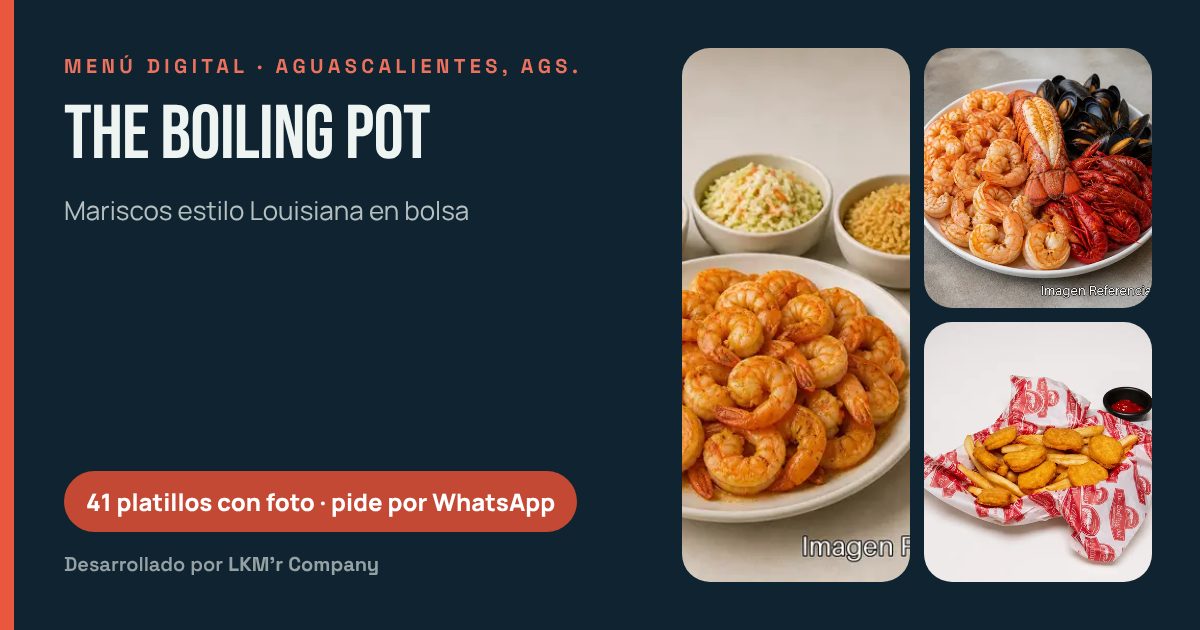 MENÚ DIGITAL · AGUASCALIENTES, AGS.
THE BOILING POT
Mariscos estilo Louisiana en bolsa
41 platillos con foto · pide por WhatsApp
Desarrollado por LKM’r Company
Imagen
Imagen Referencia